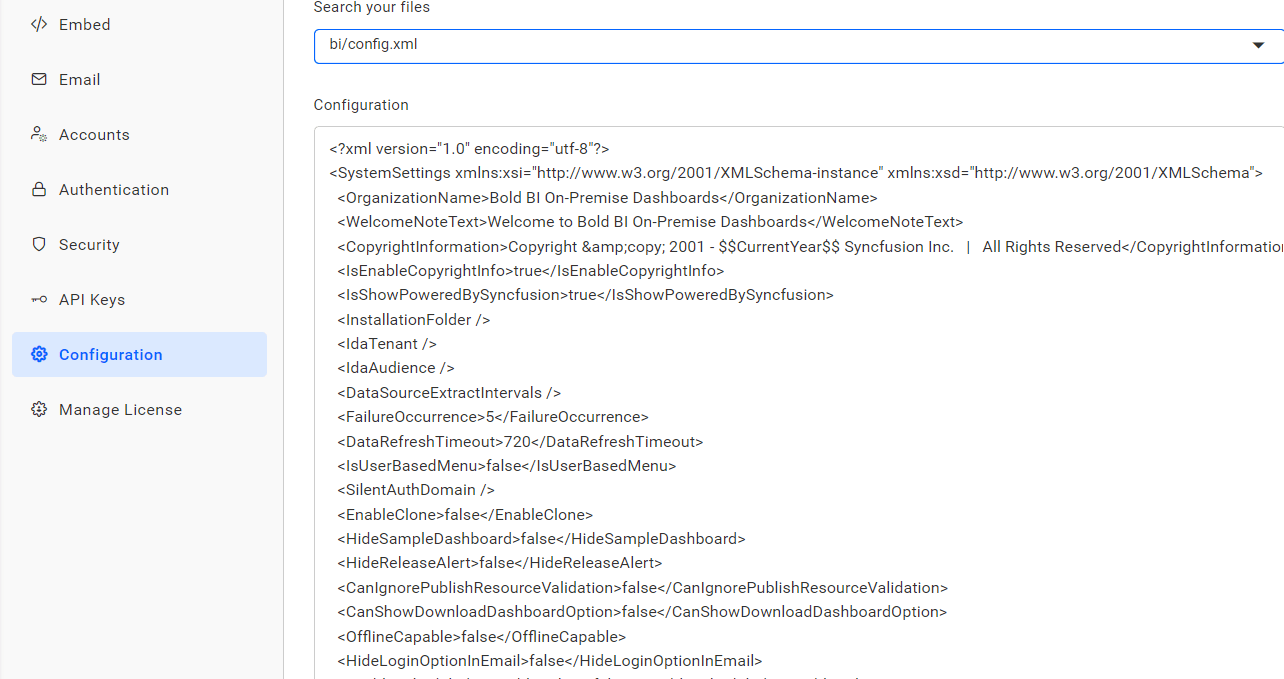 Embed
Email
Accounts
Authentication
Security
API Keys
Configuration
Manage License
Search your files
bi/config.xml
Configuration
<?xml version="1.0" encoding="utf-8"?>
<SystemSettings xmlns:xsi="http://www.w3.org/2001/XMLSchema-instance" xmlns:xsd="http://www.w3.org/2001/XMLSchema">
<OrganizationName>Bold BI On-Premise Dashboards</OrganizationName>
<WelcomeNoteText>Welcome to Bold BI On-Premise Dashboards</WelcomeNoteText>
<CopyrightInformation>Copyright &amp;copy; 2001 - $$CurrentYear$$ Syncfusion Inc. | All Rights Reserved</CopyrightInformation
<IsEnableCopyrightInfo>true</IsEnableCopyrightInfo>
<IsShowPoweredBySyncfusion>true</IsShowPoweredBySyncfusion>
<InstallationFolder />
<IdaTenant />
<IdaAudience />
<DataSourceExtractIntervals />
<FailureOccurrence>5</FailureOccurrence>
<DataRefreshTimeout>720</DataRefreshTimeout>
<IsUserBasedMenu>false</IsUserBasedMenu>
<SilentAuthDomain />
<EnableClone>false</EnableClone>
<HideSampleDashboard>false</HideSampleDashboard>
<HideReleaseAlert>false</HideReleaseAlert>
<CanIgnorePublishResourceValidation>false</CanIgnorePublishResourceValidation>
<CanShowDownloadDashboardOption>false</CanShowDownloadDashboardOption>
<OfflineCapable>false</OfflineCapable>
<HideLoginOptionInEmail>false</HideLoginOptionInEmail>